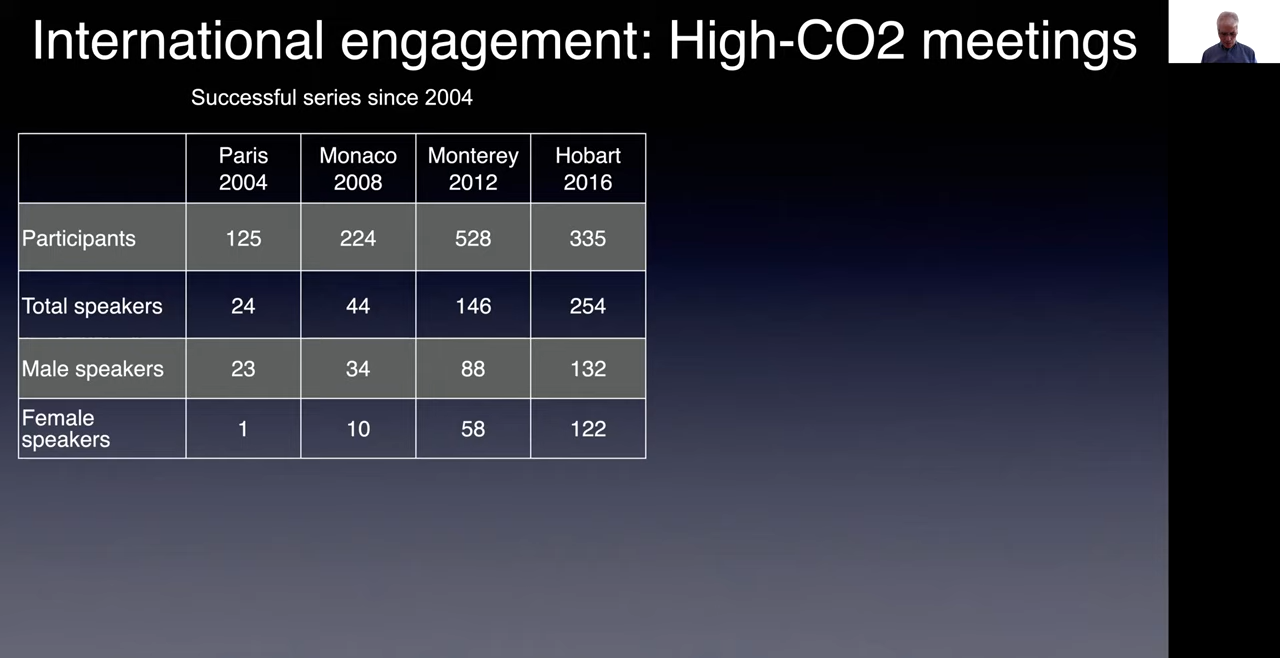 International engagement: High-CO2 meetings
Successful series since 2004
Paris 2004 Monaco 2008 Monterey 2012 Hobart 2016
Participants 125 224 528 335
Total speakers 24 44 146 254
Male speakers 23 34 88 132
Female speakers 1 10 58 122